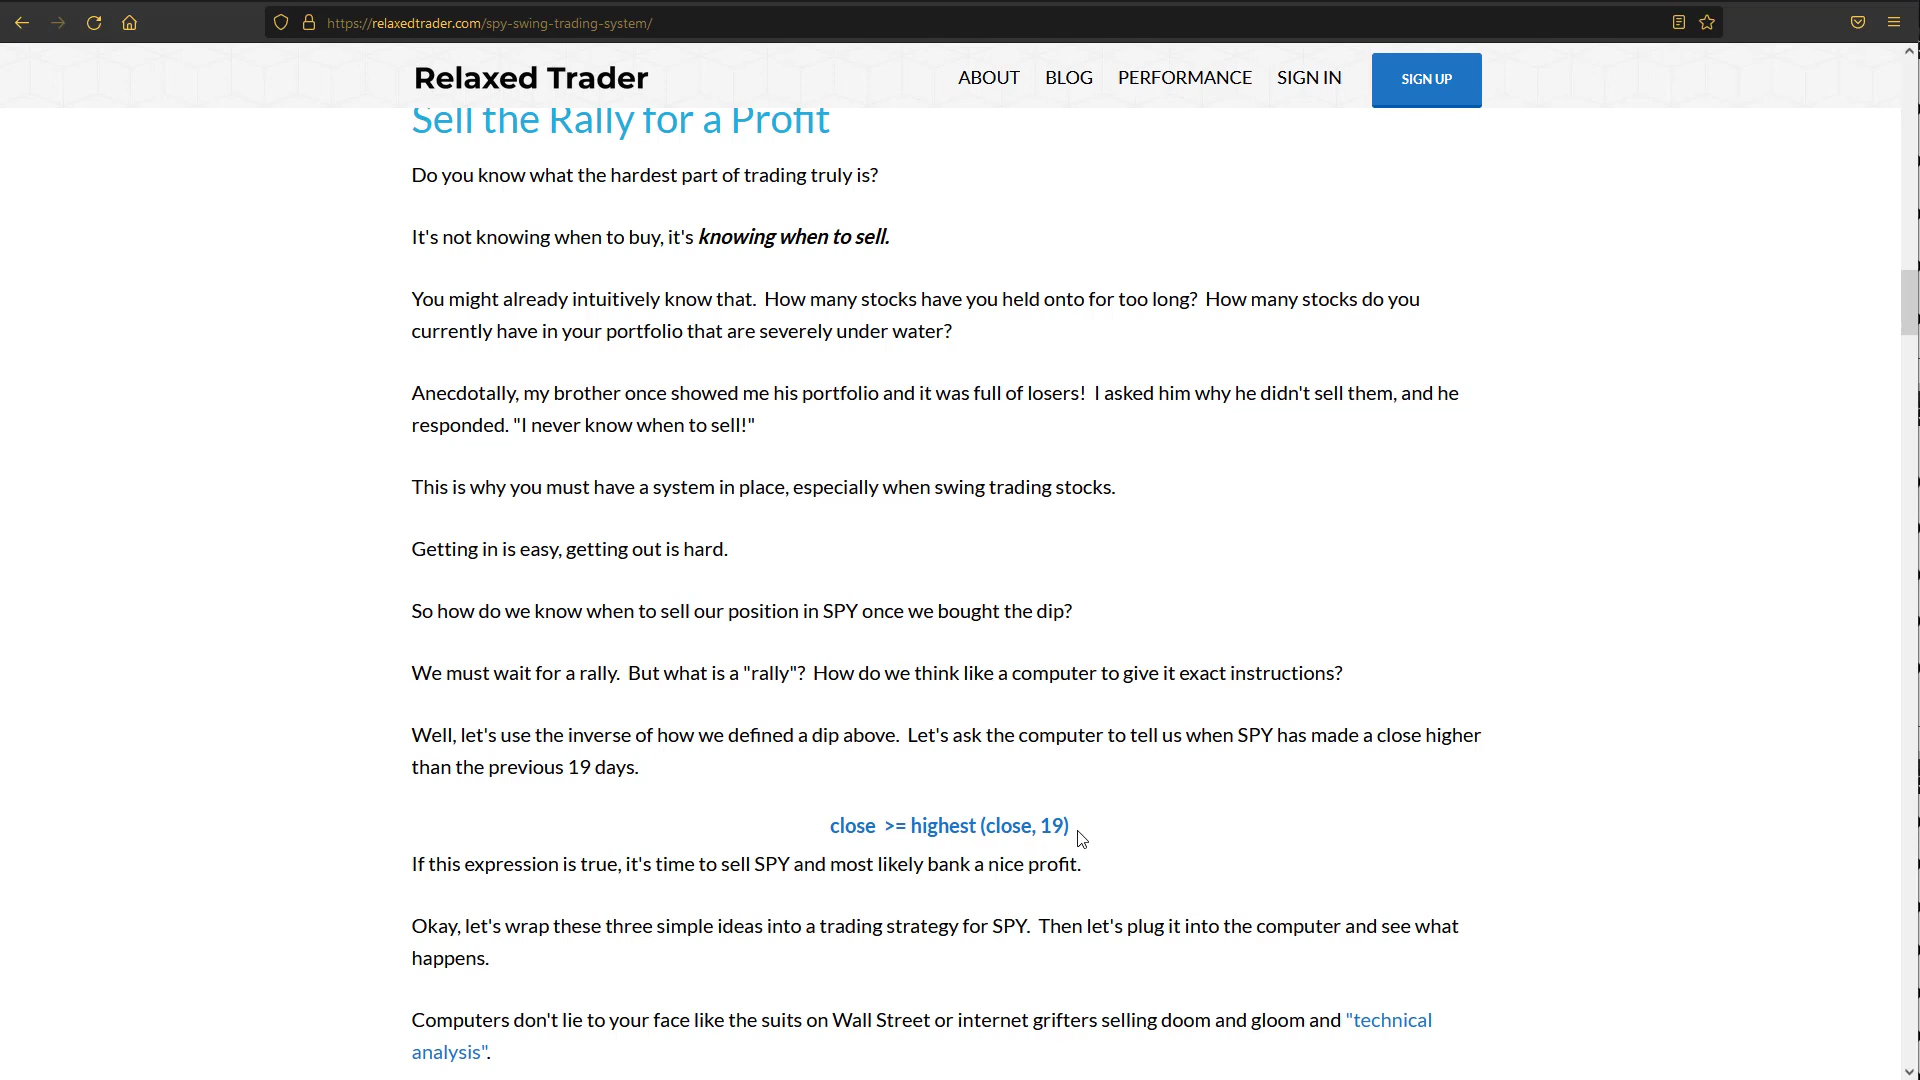 https://relaxedtrader.com/spy-swing-trading-system/
Relaxed Trader
ABOUT BLOG PERFORMANCE SIGN IN SIGN UP
Sell the Rally for a Profit
Do you know what the hardest part of trading truly is?
It's not knowing when to buy, it's knowing when to sell.
You might already intuitively know that.  How many stocks have you held onto for too long?  How many stocks do you
currently have in your portfolio that are severely under water?
Anecdotally, my brother once showed me his portfolio and it was full of losers!  I asked him why he didn't sell them, and he
responded. "I never know when to sell!"
This is why you must have a system in place, especially when swing trading stocks.
Getting in is easy, getting out is hard.
So how do we know when to sell our position in SPY once we bought the dip?
We must wait for a rally.  But what is a "rally"?  How do we think like a computer to give it exact instructions?
Well, let's use the inverse of how we defined a dip above.  Let's ask the computer to tell us when SPY has made a close higher
than the previous 19 days.
close  >= highest (close, 19)
If this expression is true, it's time to sell SPY and most likely bank a nice profit.
Okay, let's wrap these three simple ideas into a trading strategy for SPY.  Then let's plug it into the computer and see what
happens.
Computers don't lie to your face like the suits on Wall Street or internet grifters selling doom and gloom and "technical
analysis".